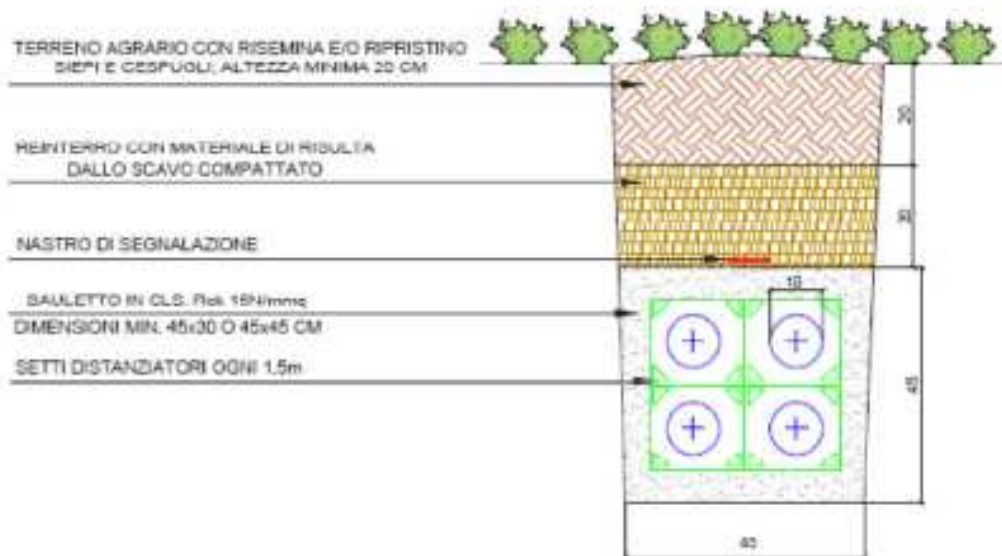 TERRENO AGRARIO CON RISEMINA E/O RIPRISTINO
SIEPI E CESPUGLI, ALTEZZA MINIMA 20 CM
REINTERRO CON MATERIALE DI RISULTA
DALLO SCAVO COMPATTATO
NASTRO DI SEGNALAZIONE
BAULETTO IN CLS. Rck 15N/mmq
DIMENSIONI MIN. 45x30 O 45x45 CM
SETTI DISTANZIATORI OGNI 1,5m
20
45